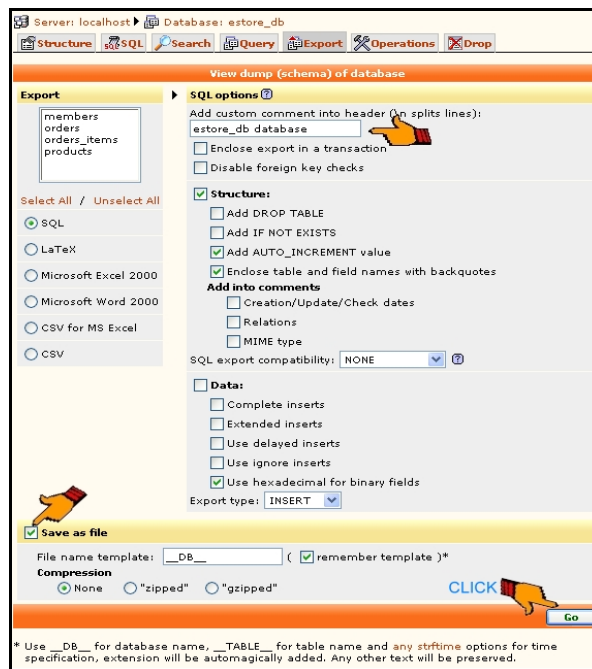 Server: localhost Database: estore_db
Structure SQL Search Query Export Operations Drop
View dump (schema) of database
Export
members
orders
orders_items
products
Select All / Unselect All
SQL
LaTeX
Microsoft Excel 2000
Microsoft Word 2000
CSV for MS Excel
CSV
SQL options
Add custom comment into header (\n splits lines):
estore_db database
Enclose export in a transaction
Disable foreign key checks
Structure:
Add DROP TABLE
Add IF NOT EXISTS
Add AUTO_INCREMENT value
Enclose table and field names with backquotes
Add into comments
Creation/Update/Check dates
Relations
MIME type
SQL export compatibility: NONE
Data:
Complete inserts
Extended inserts
Use delayed inserts
Use ignore inserts
Use hexadecimal for binary fields
Export type: INSERT
Save as file
File name template: __DB__ ( remember template )*
Compression
None "zipped" "gzipped"
CLICK
Go
* Use __DB__ for database name, __TABLE__ for table name and any strftime options for time
specification, extension will be automagically added. Any other text will be preserved.